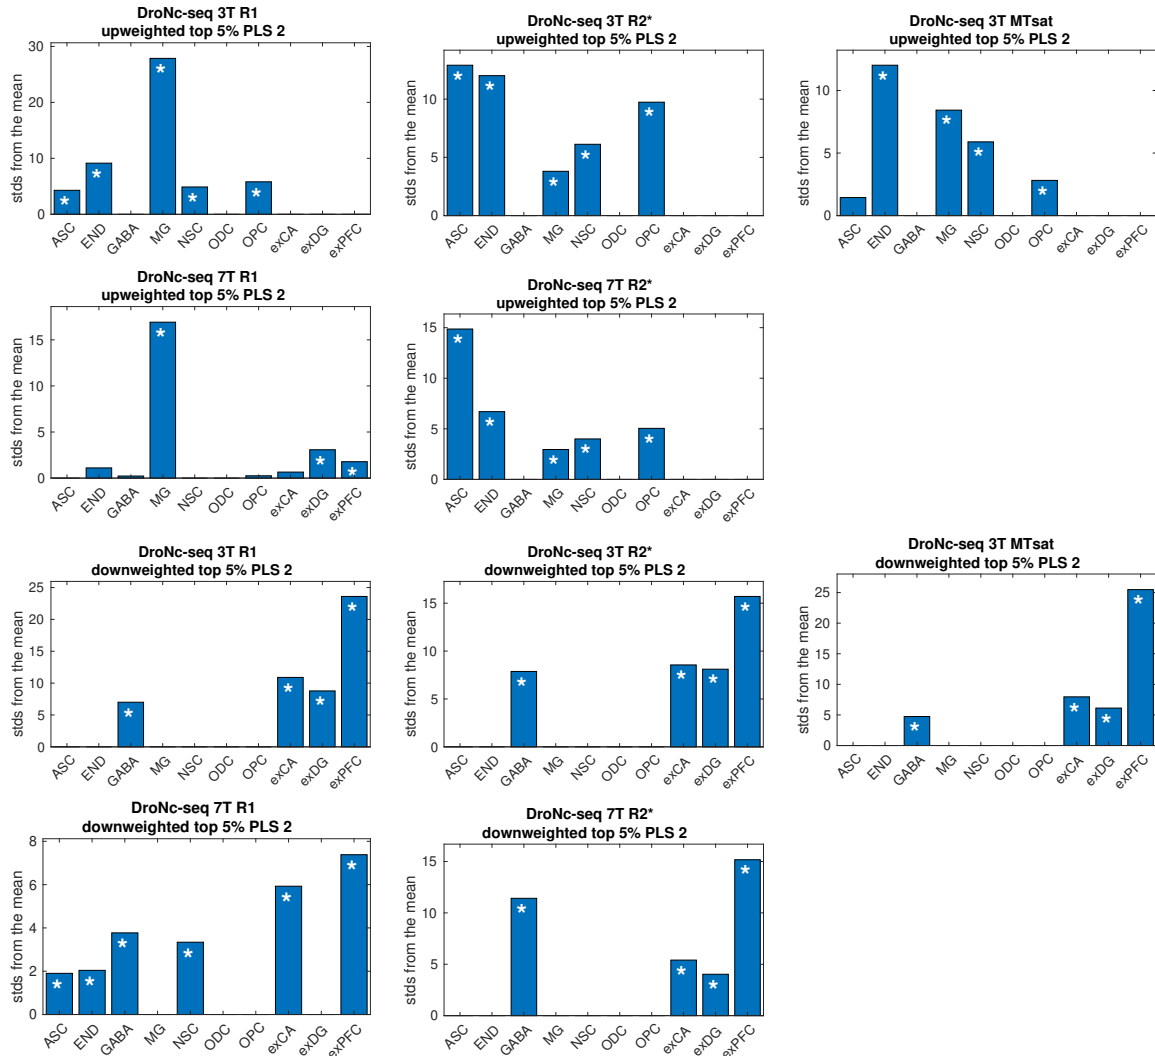 DroNc-seq 3T R1
upweighted top 5% PLS 2
stds from the mean
30
20
10
0
* * * * *
ASC END GABA MG NSC ODC OPC exCA exDG exPFC
DroNc-seq 3T R2*
upweighted top 5% PLS 2
stds from the mean
10
5
0
* * * * *
ASC END GABA MG NSC ODC OPC exCA exDG exPFC
DroNc-seq 3T MTsat
upweighted top 5% PLS 2
stds from the mean
10
5
0
* * * *
ASC END GABA MG NSC ODC OPC exCA exDG exPFC
DroNc-seq 7T R1
upweighted top 5% PLS 2
stds from the mean
15
10
5
0
* * *
ASC END GABA MG NSC ODC OPC exCA exDG exPFC
DroNc-seq 7T R2*
upweighted top 5% PLS 2
stds from the mean
15
10
5
0
* * * * *
ASC END GABA MG NSC ODC OPC exCA exDG exPFC
DroNc-seq 3T R1
downweighted top 5% PLS 2
stds from the mean
25
20
15
10
5
0
* * * *
ASC END GABA MG NSC ODC OPC exCA exDG exPFC
DroNc-seq 3T R2*
downweighted top 5% PLS 2
stds from the mean
15
10
5
0
* * * *
ASC END GABA MG NSC ODC OPC exCA exDG exPFC
DroNc-seq 3T MTsat
downweighted top 5% PLS 2
stds from the mean
25
20
15
10
5
0
* * * *
ASC END GABA MG NSC ODC OPC exCA exDG exPFC
DroNc-seq 7T R1
downweighted top 5% PLS 2
stds from the mean
8
6
4
2
0
* * * * * *
ASC END GABA MG NSC ODC OPC exCA exDG exPFC
DroNc-seq 7T R2*
downweighted top 5% PLS 2
stds from the mean
15
10
5
0
* * * *
ASC END GABA MG NSC ODC OPC exCA exDG exPFC